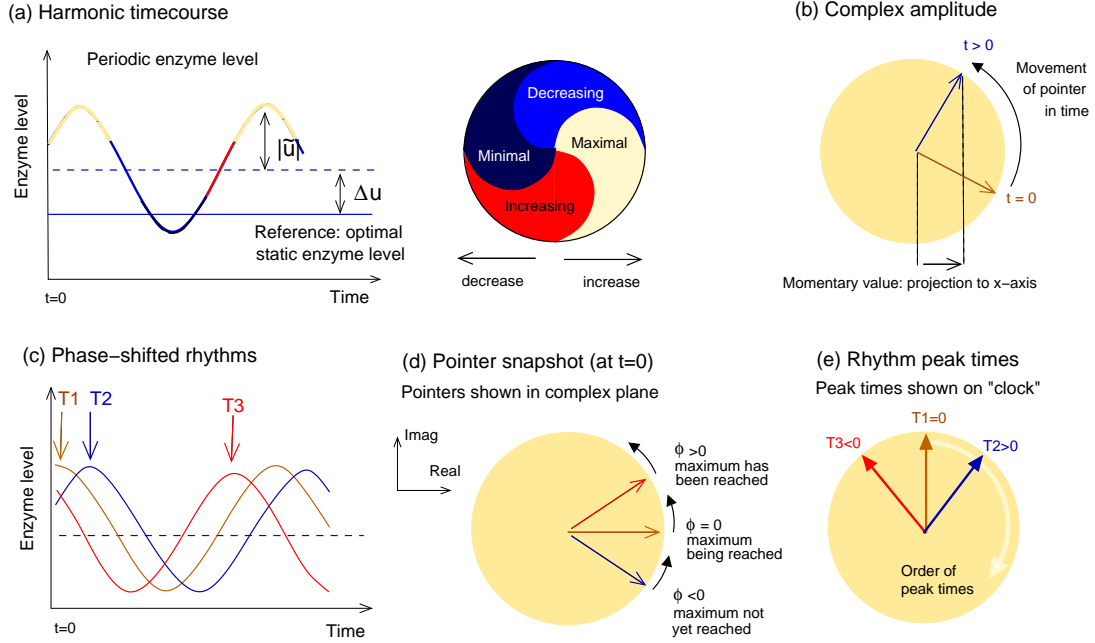 (a) Harmonic timecourse
Periodic enzyme level
Enzyme level
|ũ|
Δu
Reference: optimal
static enzyme level
t=0
Time
Decreasing
Minimal
Maximal
Increasing
decrease
increase
(b) Complex amplitude
t > 0
Movement
of pointer
in time
t = 0
Momentary value: projection to x−axis
(c) Phase−shifted rhythms
T1
T2
T3
Enzyme level
t=0
Time
(d) Pointer snapshot (at t=0)
Pointers shown in complex plane
Imag
Real
ϕ >0
maximum has
been reached
ϕ = 0
maximum
being reached
ϕ <0
maximum not
yet reached
(e) Rhythm peak times
Peak times shown on "clock"
T1=0
T3<0
T2>0
Order of
peak times